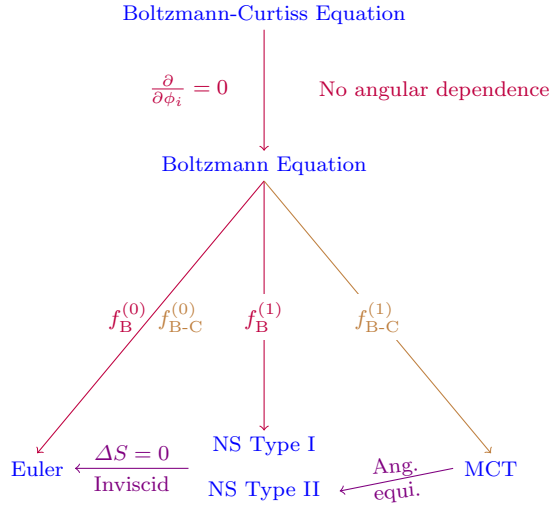 Boltzmann-Curtiss Equation
∂/∂ϕ_i = 0 No angular dependence
Boltzmann Equation
f_B^(0) f_B-C^(0) f_B^(1) f_B-C^(1)
NS Type I
ΔS = 0
Ang.
Euler MCT
Inviscid
NS Type II
equi.